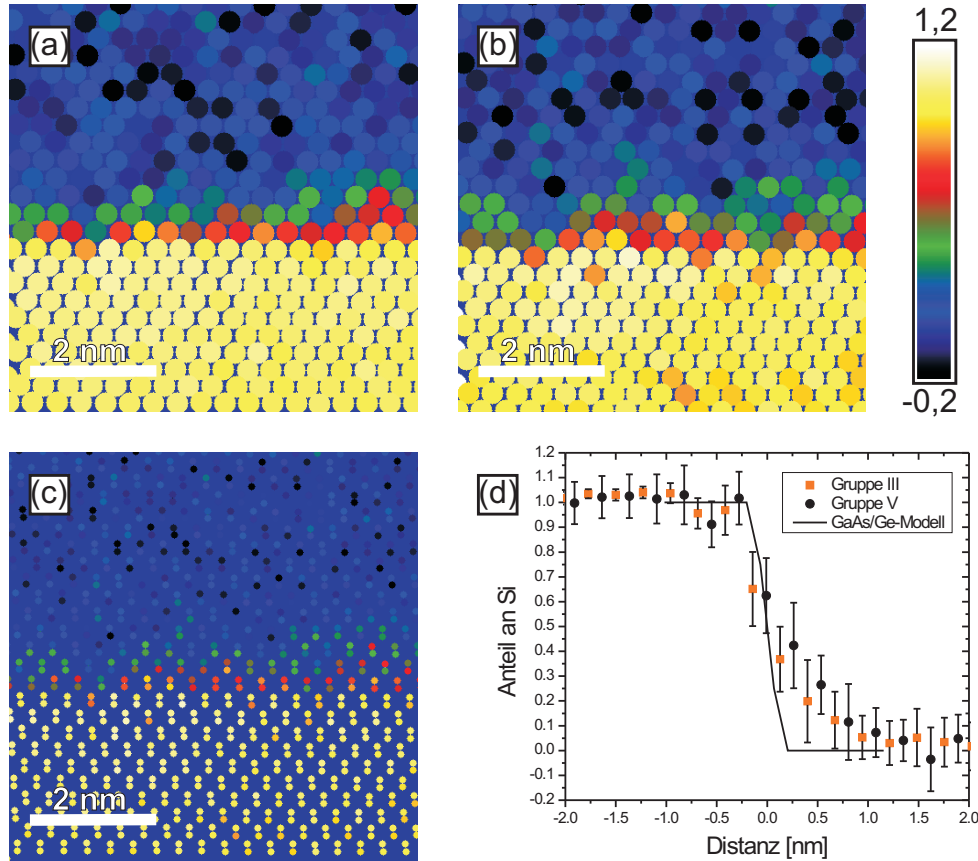 (a)
2 nm
(b)
2 nm
1,2
-0,2
(c)
2 nm
(d)
1.2
1.1
1.0
0.9
0.8
0.7
0.6
0.5
0.4
0.3
0.2
0.1
0.0
-0.1
-0.2
Anteil an Si
Gruppe III
Gruppe V
GaAs/Ge-Modell
-2.0 -1.5 -1.0 -0.5 0.0 0.5 1.0 1.5 2.0
Distanz [nm]